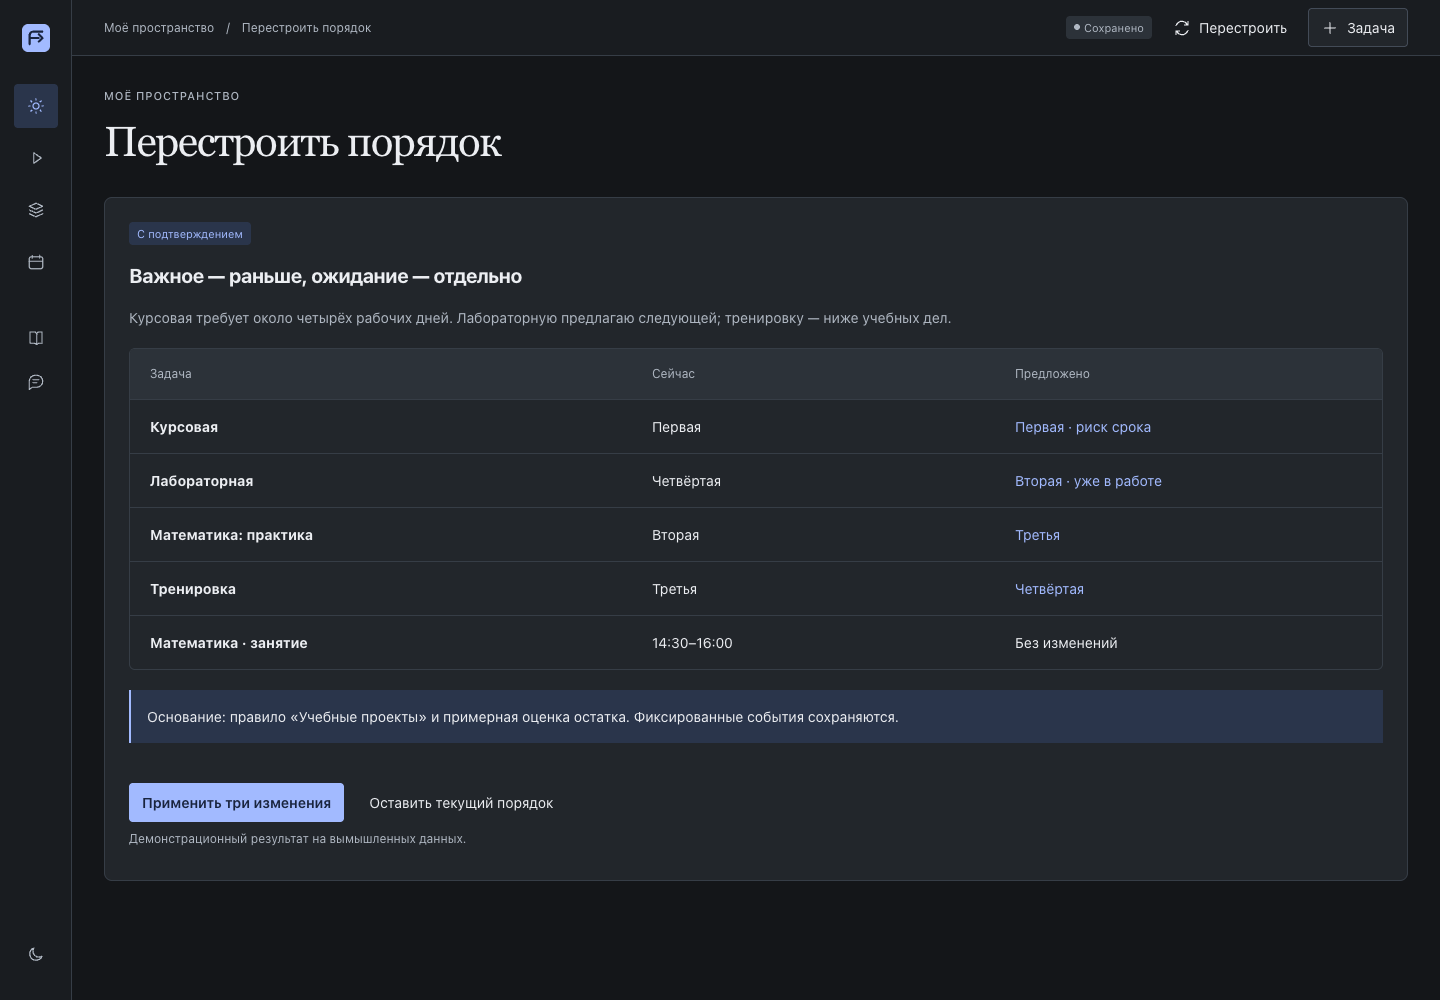 Моё пространство / Перестроить порядок
Сохранено
Перестроить
Задача
МОЁ ПРОСТРАНСТВО
Перестроить порядок
С подтверждением
Важное — раньше, ожидание — отдельно
Курсовая требует около четырёх рабочих дней. Лабораторную предлагаю следующей; тренировку — ниже учебных дел.
Задача Сейчас Предложено
Курсовая Первая Первая · риск срока
Лабораторная Четвёртая Вторая · уже в работе
Математика: практика Вторая Третья
Тренировка Третья Четвёртая
Математика · занятие 14:30–16:00 Без изменений
Основание: правило «Учебные проекты» и примерная оценка остатка. Фиксированные события сохраняются.
Применить три изменения Оставить текущий порядок
Демонстрационный результат на вымышленных данных.